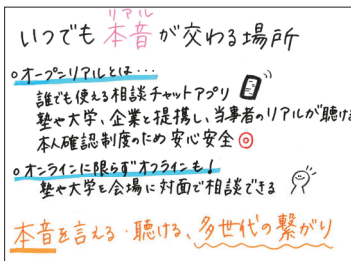 リアル
いつでも本音が交わる場所
○オープンリアルとは…
誰でも使える相談チャットアプリ
塾や大学、企業と提携し、当事者のリアルが聴け
本人確認制度のため安心安全◎
○オンラインに限らずオフラインも!
塾や大学を会場に対面で相談できる
本音を言える・聴ける、多世代の繋がり